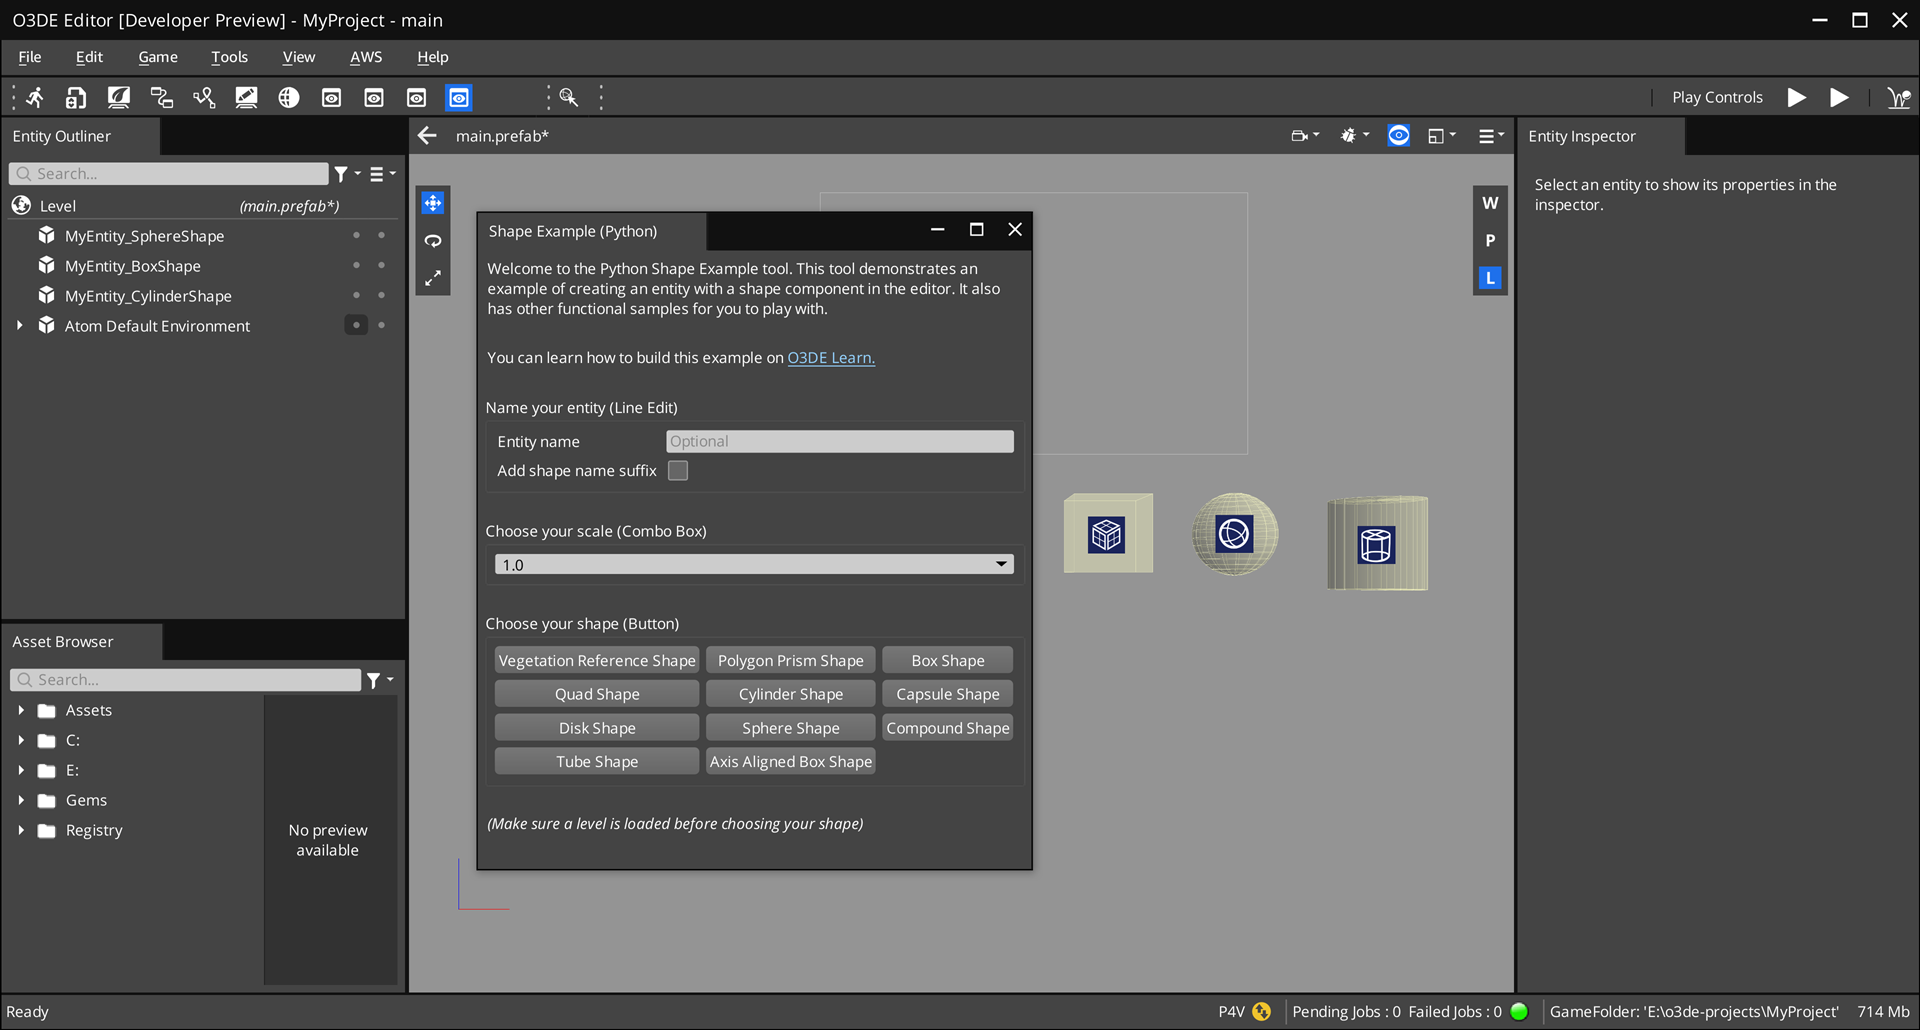 O3DE Editor [Developer Preview] - MyProject - main
File Edit Game Tools View AWS Help
Play Controls
Entity Outliner
Search...
Level (main.prefab*)
MyEntity_SphereShape
MyEntity_BoxShape
MyEntity_CylinderShape
Atom Default Environment
Asset Browser
Search...
Assets
C:
E:
Gems
Registry
No preview
available
main.prefab*
W
P
L
Shape Example (Python)
Welcome to the Python Shape Example tool. This tool demonstrates an
example of creating an entity with a shape component in the editor. It also
has other functional samples for you to play with.
You can learn how to build this example on O3DE Learn.
Name your entity (Line Edit)
Entity name Optional
Add shape name suffix
Choose your scale (Combo Box)
1.0
Choose your shape (Button)
Vegetation Reference Shape Polygon Prism Shape Box Shape
Quad Shape Cylinder Shape Capsule Shape
Disk Shape Sphere Shape Compound Shape
Tube Shape Axis Aligned Box Shape
(Make sure a level is loaded before choosing your shape)
Entity Inspector
Select an entity to show its properties in the
inspector.
Ready P4V Pending Jobs : 0 Failed Jobs : 0 GameFolder: 'E:\o3de-projects\MyProject' 714 Mb